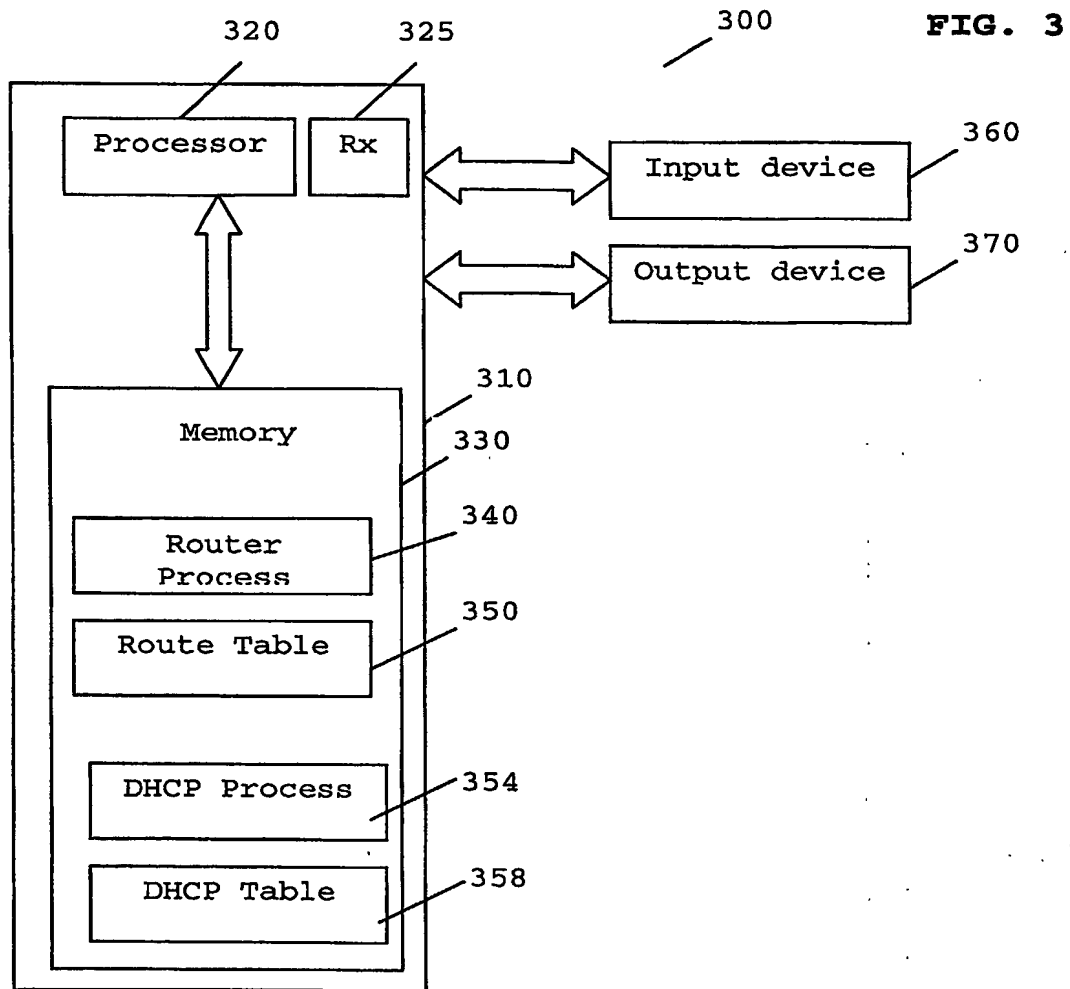 FIG. 3
320
325
300
Processor
Rx
360
Input device
370
Output device
310
Memory
330
340
Router
Process
350
Route Table
354
DHCP Process
358
DHCP Table